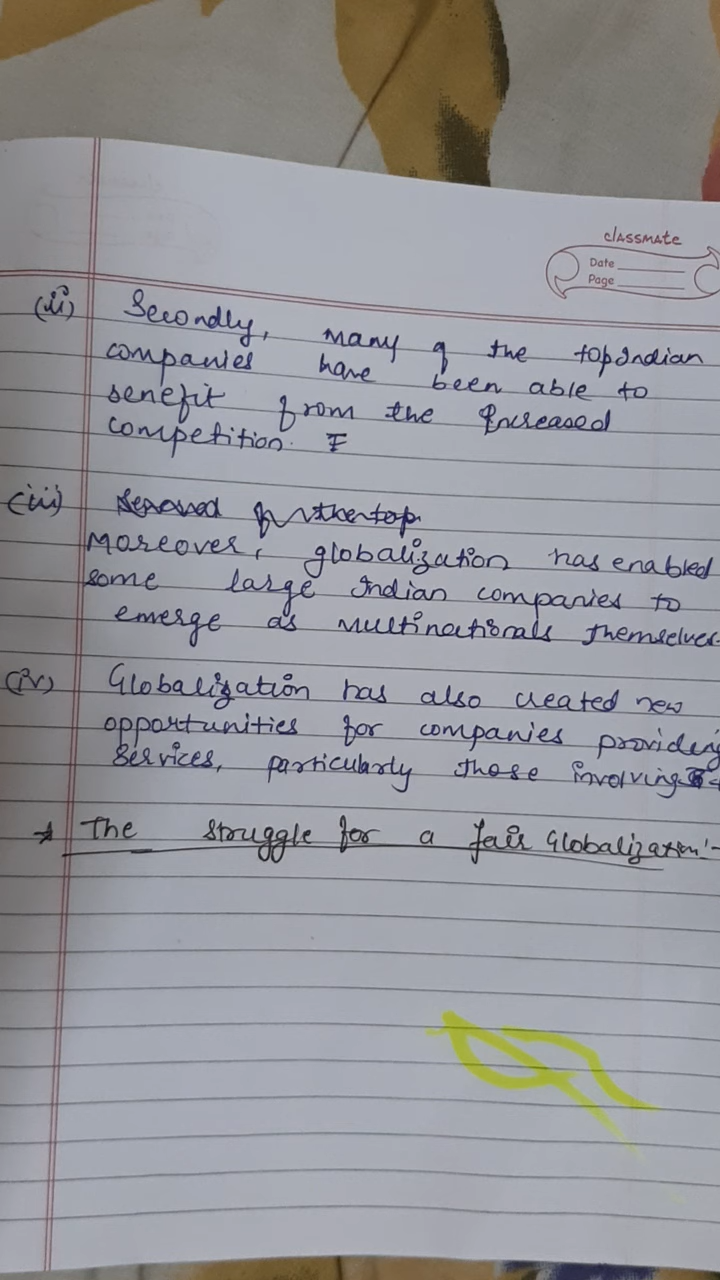 classmate
Date
Page
(ii) Secondly, many of the top Indian
companies have been able to
benefit from the Increased
competition.
(iii)
Moreover, globalization has enabled
some large Indian companies to
emerge as multinationals themselves
(iv) Globalization has also created new
opportunities for companies providing
services, particularly those involving
* The struggle for a fair Globalization:-